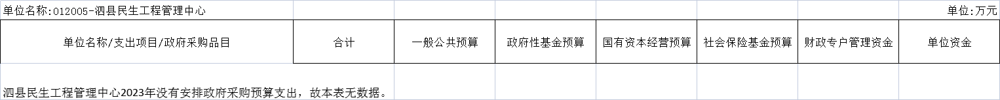 单位名称:012005-泗县民生工程管理中心 单位:万元
单位名称/支出项目/政府采购品目 合计 一般公共预算 政府性基金预算 国有资本经营预算 社会保险基金预算 财政专户管理资金 单位资金
泗县民生工程管理中心2023年没有安排政府采购预算支出，故本表无数据。